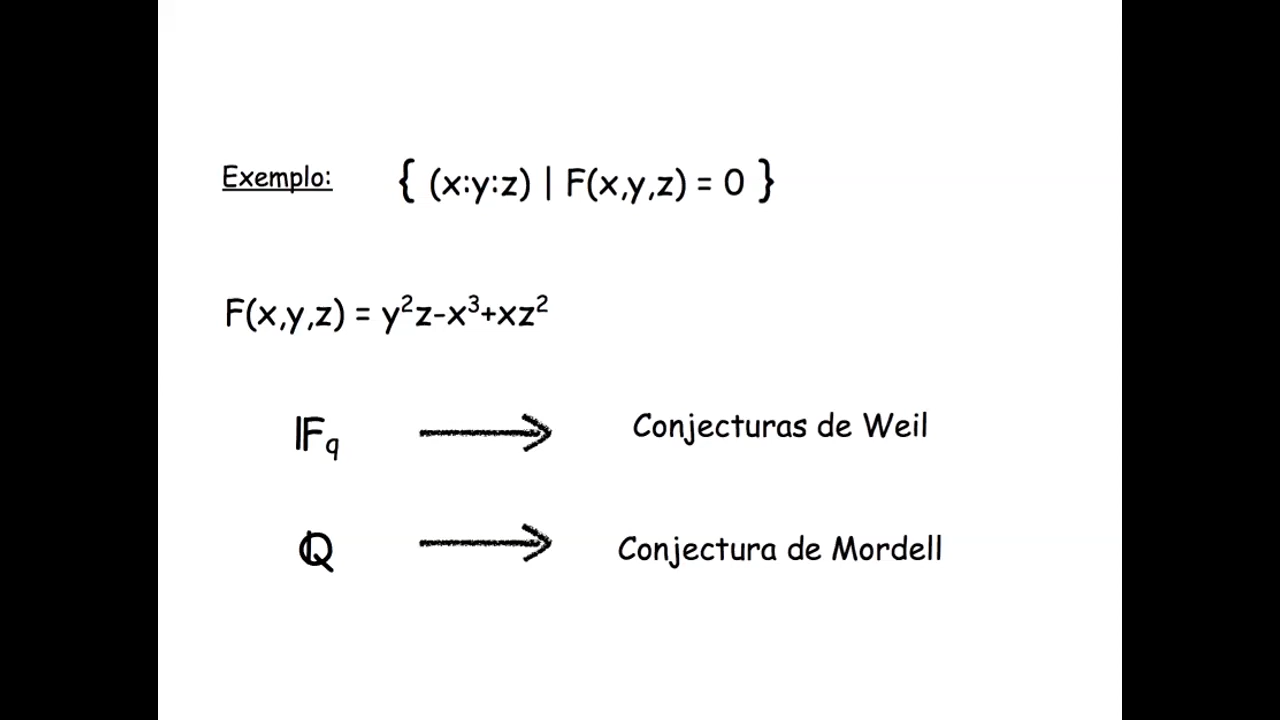 Exemplo: { (x:y:z) | F(x,y,z) = 0 }
F(x,y,z) = y²z-x³+xz²
𝔽q → Conjecturas de Weil
ℚ → Conjectura de Mordell